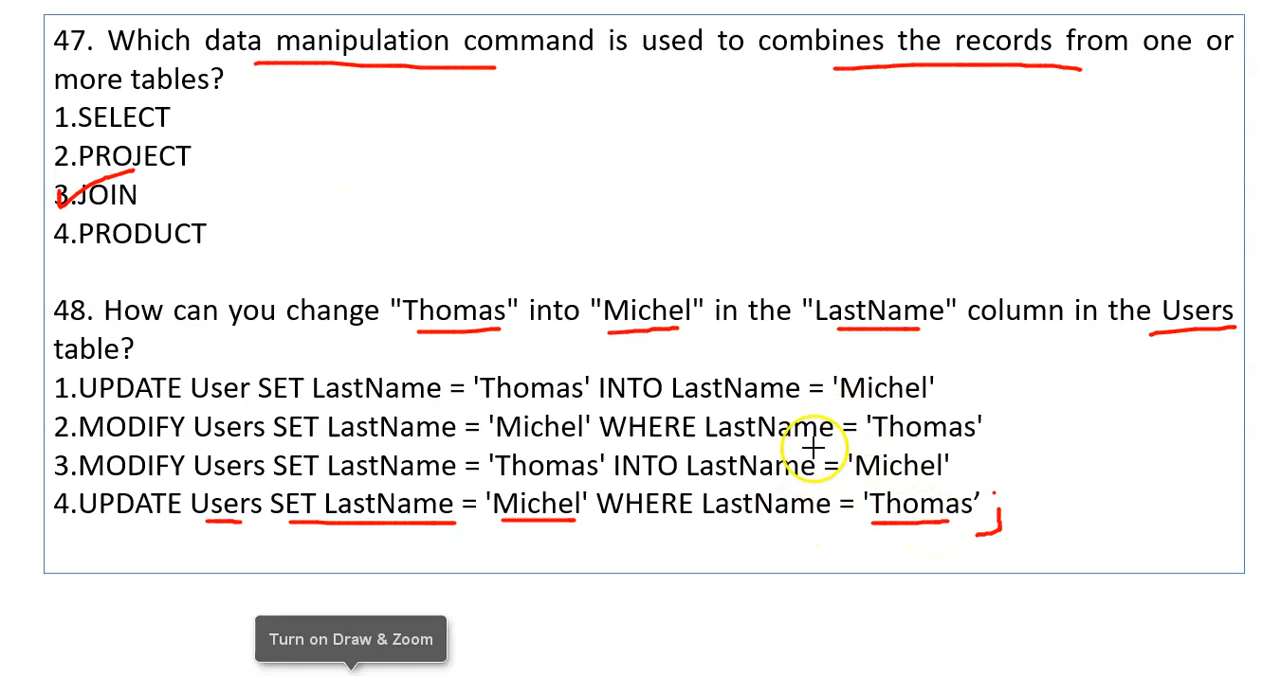 47. Which data manipulation command is used to combines the records from one or
more tables?
1.SELECT
2.PROJECT
3.JOIN
4.PRODUCT
48. How can you change "Thomas" into "Michel" in the "LastName" column in the Users
table?
1.UPDATE User SET LastName = 'Thomas' INTO LastName = 'Michel'
2.MODIFY Users SET LastName = 'Michel' WHERE LastName = 'Thomas'
3.MODIFY Users SET LastName = 'Thomas' INTO LastName = 'Michel'
4.UPDATE Users SET LastName = 'Michel' WHERE LastName = 'Thomas’ ;
Turn on Draw & Zoom